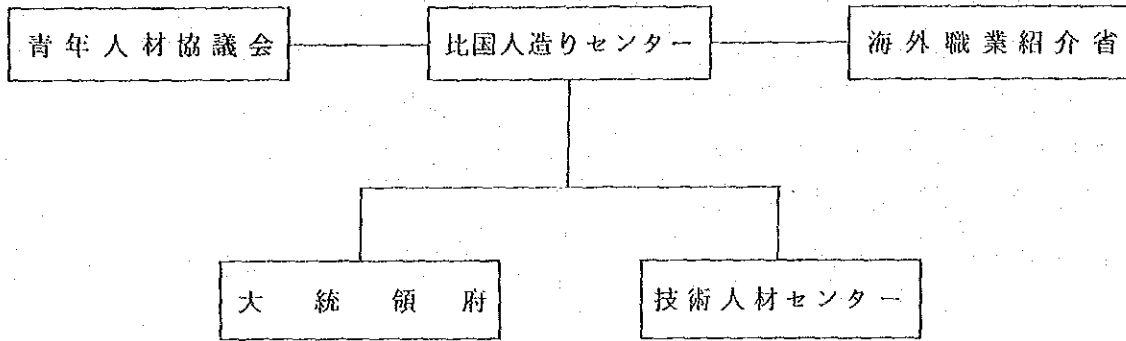 青年人材協議会
比国人造りセンター
海外職業紹介省
大統領府
技術人材センター